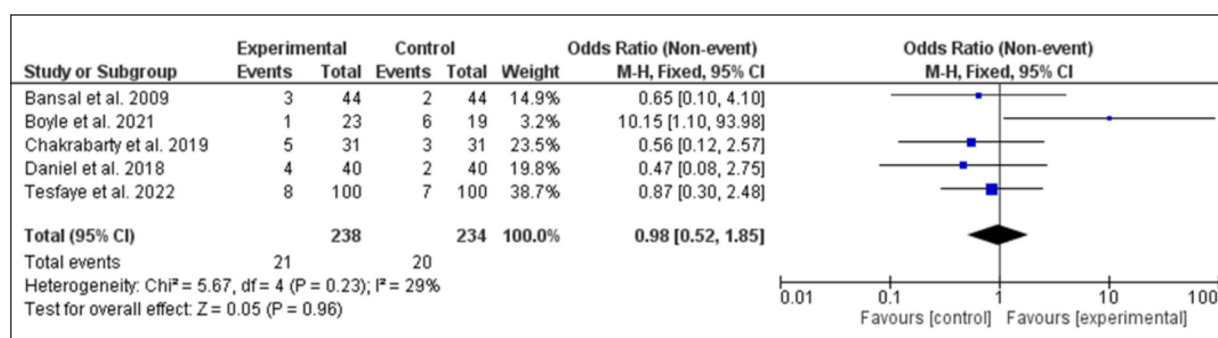 Experimental Control Odds Ratio (Non-event) Odds Ratio (Non-event)
Study or Subgroup Events Total Events Total Weight M-H, Fixed, 95% CI M-H, Fixed, 95% CI
Bansal et al. 2009 3 44 2 44 14.9% 0.65 [0.10, 4.10]
Boyle et al. 2021 1 23 6 19 3.2% 10.15 [1.10, 93.98]
Chakrabarty et al. 2019 5 31 3 31 23.5% 0.56 [0.12, 2.57]
Daniel et al. 2018 4 40 2 40 19.8% 0.47 [0.08, 2.75]
Tesfaye et al. 2022 8 100 7 100 38.7% 0.87 [0.30, 2.48]
Total (95% CI) 238 234 100.0% 0.98 [0.52, 1.85]
Total events 21 20
Heterogeneity: Chi² = 5.67, df = 4 (P = 0.23); I² = 29%
Test for overall effect: Z = 0.05 (P = 0.96)
0.01 0.1 1 10 100
Favours [control] Favours [experimental]